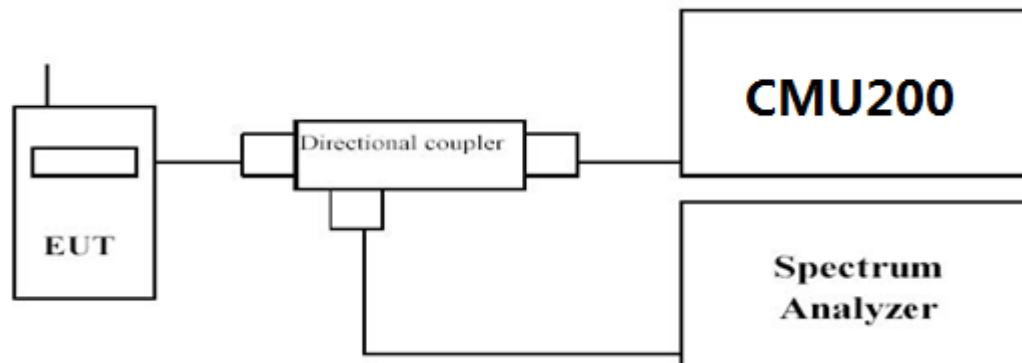 CMU200
Directional coupler
EUT
Spectrum
Analyzer